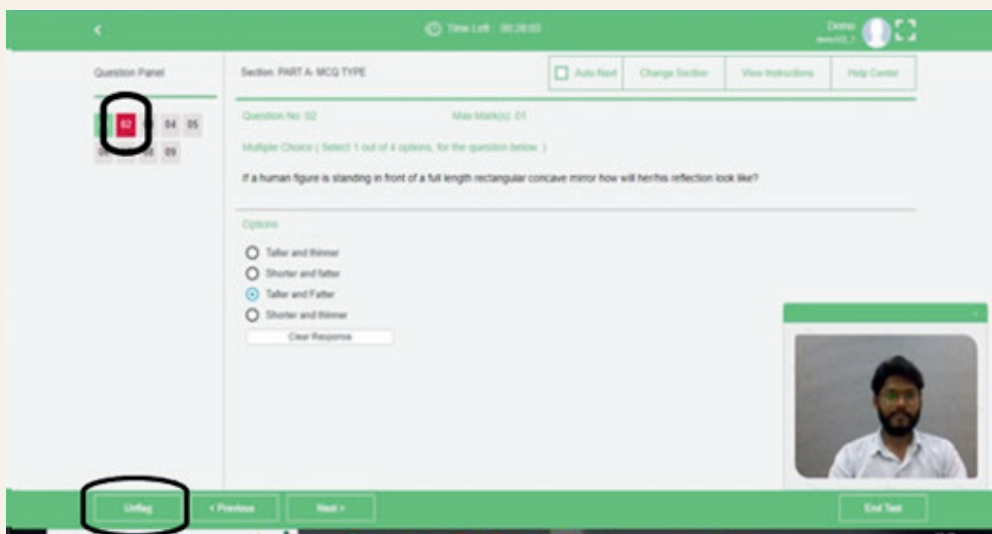 Time Left : 00:28:03
Demo
Question Panel
Section: PART A- MCQ TYPE
Auto Next
Change Section
View Instructions
Help Center
02 04 05
09
Question No: 02
Max Mark(s): 01
Multiple Choice ( Select 1 out of 4 options, for the question below. )
If a human figure is standing in front of a full length rectangular concave mirror how will her/his reflection look like?
Options
Taller and thinner
Shorter and fatter
Taller and Fatter
Shorter and thinner
Clear Response
Unflag
< Previous
Next >
End Test